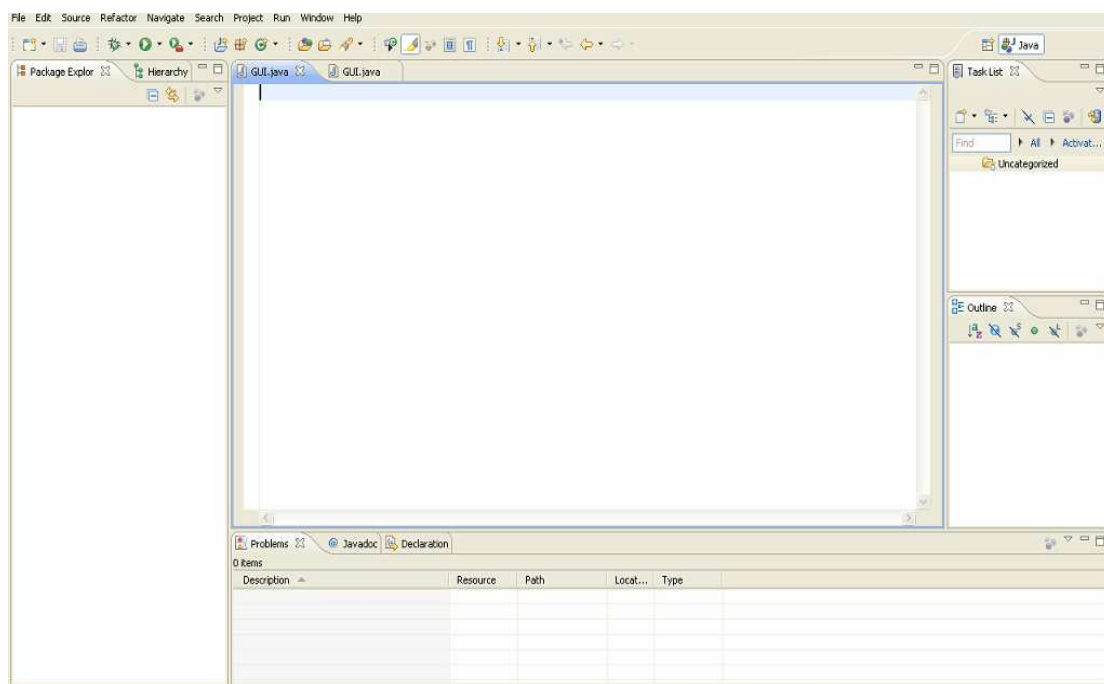 File Edit Source Refactor Navigate Search Project Run Window Help
Java
Package Explor
Hierarchy
GUI.java
GUI.java
Task List
Find
All
Activat...
Uncategorized
Outline
Problems
@ Javadoc
Declaration
0 items
Description Resource Path Locat... Type